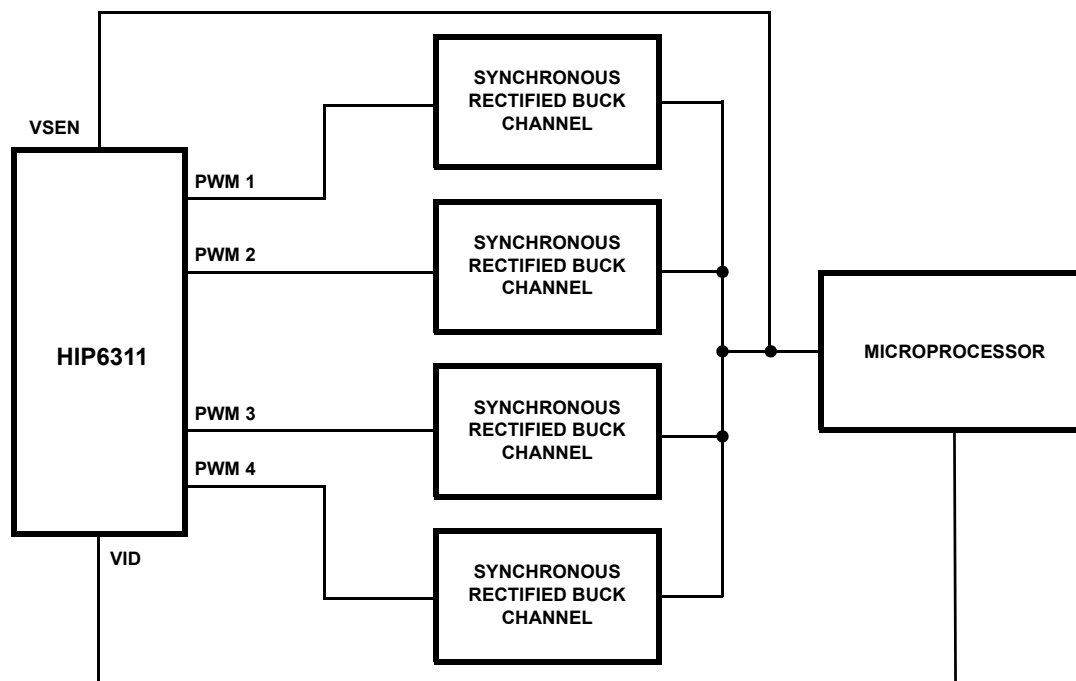 SYNCHRONOUS
RECTIFIED BUCK
CHANNEL
VSEN
PWM 1
SYNCHRONOUS
RECTIFIED BUCK
CHANNEL
PWM 2
HIP6311
MICROPROCESSOR
SYNCHRONOUS
RECTIFIED BUCK
CHANNEL
PWM 3
PWM 4
VID
SYNCHRONOUS
RECTIFIED BUCK
CHANNEL